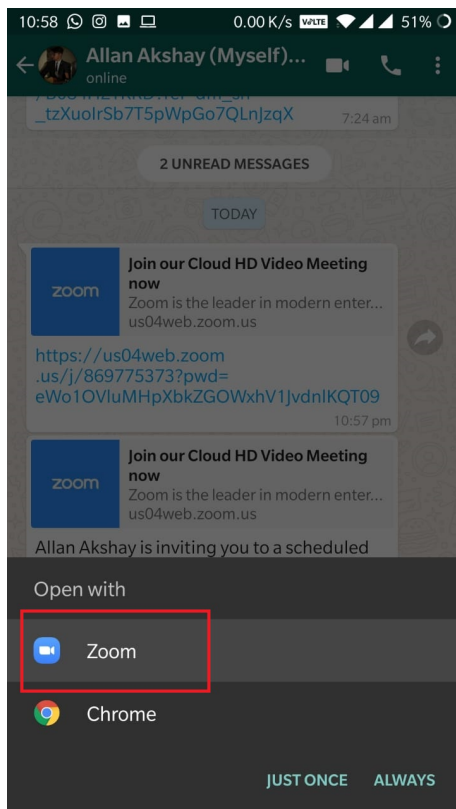 10:58 0.00 K/s VoLTE 51%
Allan Akshay (Myself)...
online
_tzXuoIrSb7T5pWpGo7QLnJzqX 7:24 am
2 UNREAD MESSAGES
TODAY
Join our Cloud HD Video Meeting
now
zoom
Zoom is the leader in modern enter...
us04web.zoom.us
https://us04web.zoom
.us/j/869775373?pwd=
eWo1OVluMHpXbkZGOWxhV1JvdnlKQT09
10:57 pm
Join our Cloud HD Video Meeting
now
zoom
Zoom is the leader in modern enter...
us04web.zoom.us
Allan Akshay is inviting you to a scheduled
Open with
Zoom
Chrome
JUST ONCE ALWAYS